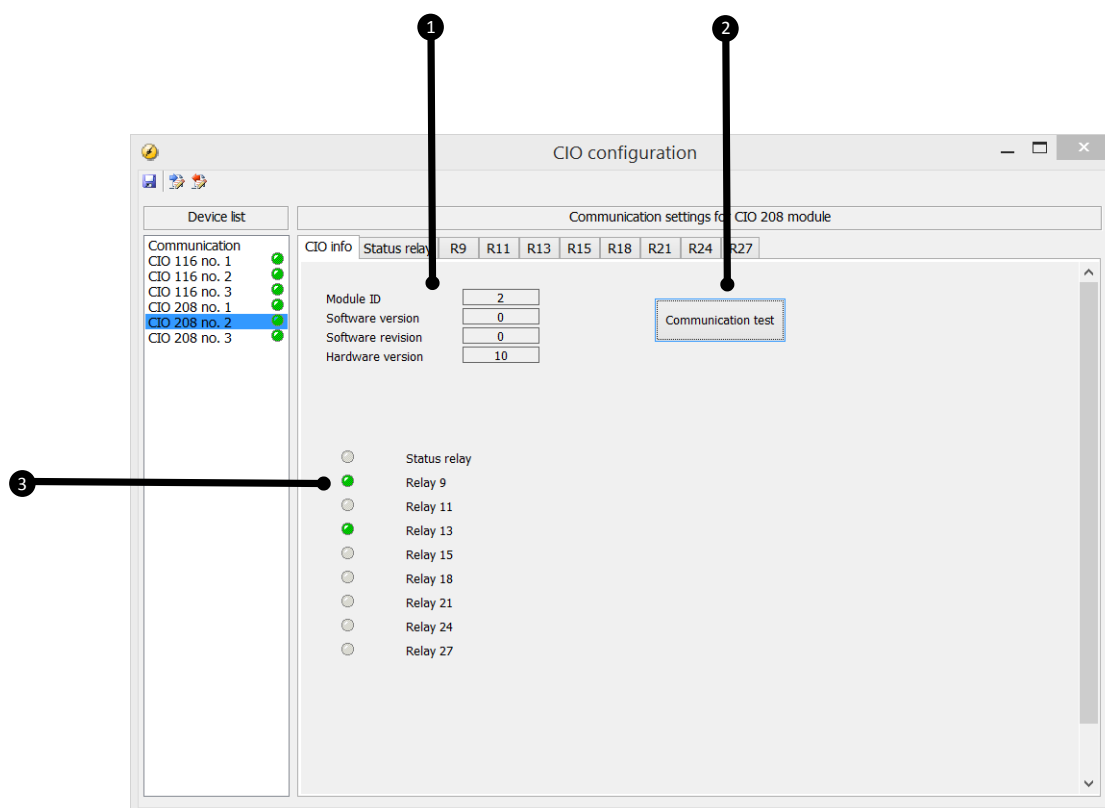 1
2
CIO configuration
Device list
Communication settings for CIO 208 module
Communication
CIO 116 no. 1
CIO 116 no. 2
CIO 116 no. 3
CIO 208 no. 1
CIO 208 no. 2
CIO 208 no. 3
CIO info Status relay R9 R11 R13 R15 R18 R21 R24 R27
Module ID 2
Software version 0
Software revision 0
Hardware version 10
Communication test
Status relay
3
Relay 9
Relay 11
Relay 13
Relay 15
Relay 18
Relay 21
Relay 24
Relay 27